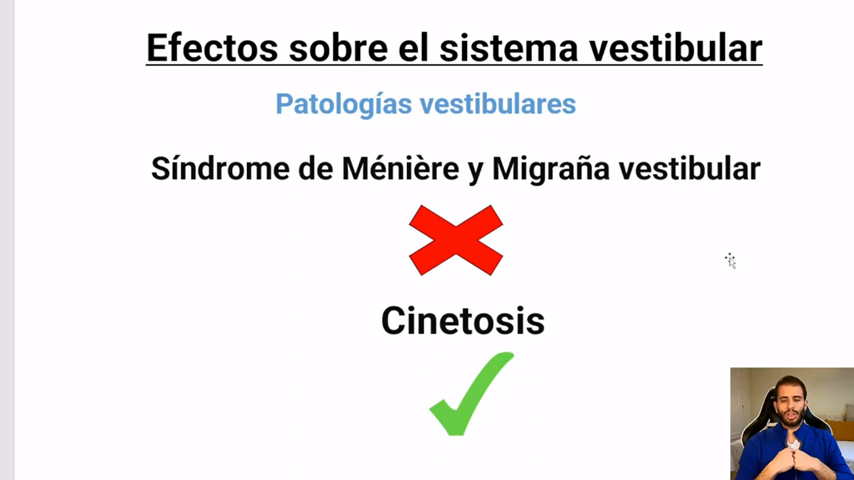 Efectos sobre el sistema vestibular
Patologías vestibulares
Síndrome de Ménière y Migraña vestibular
Cinetosis